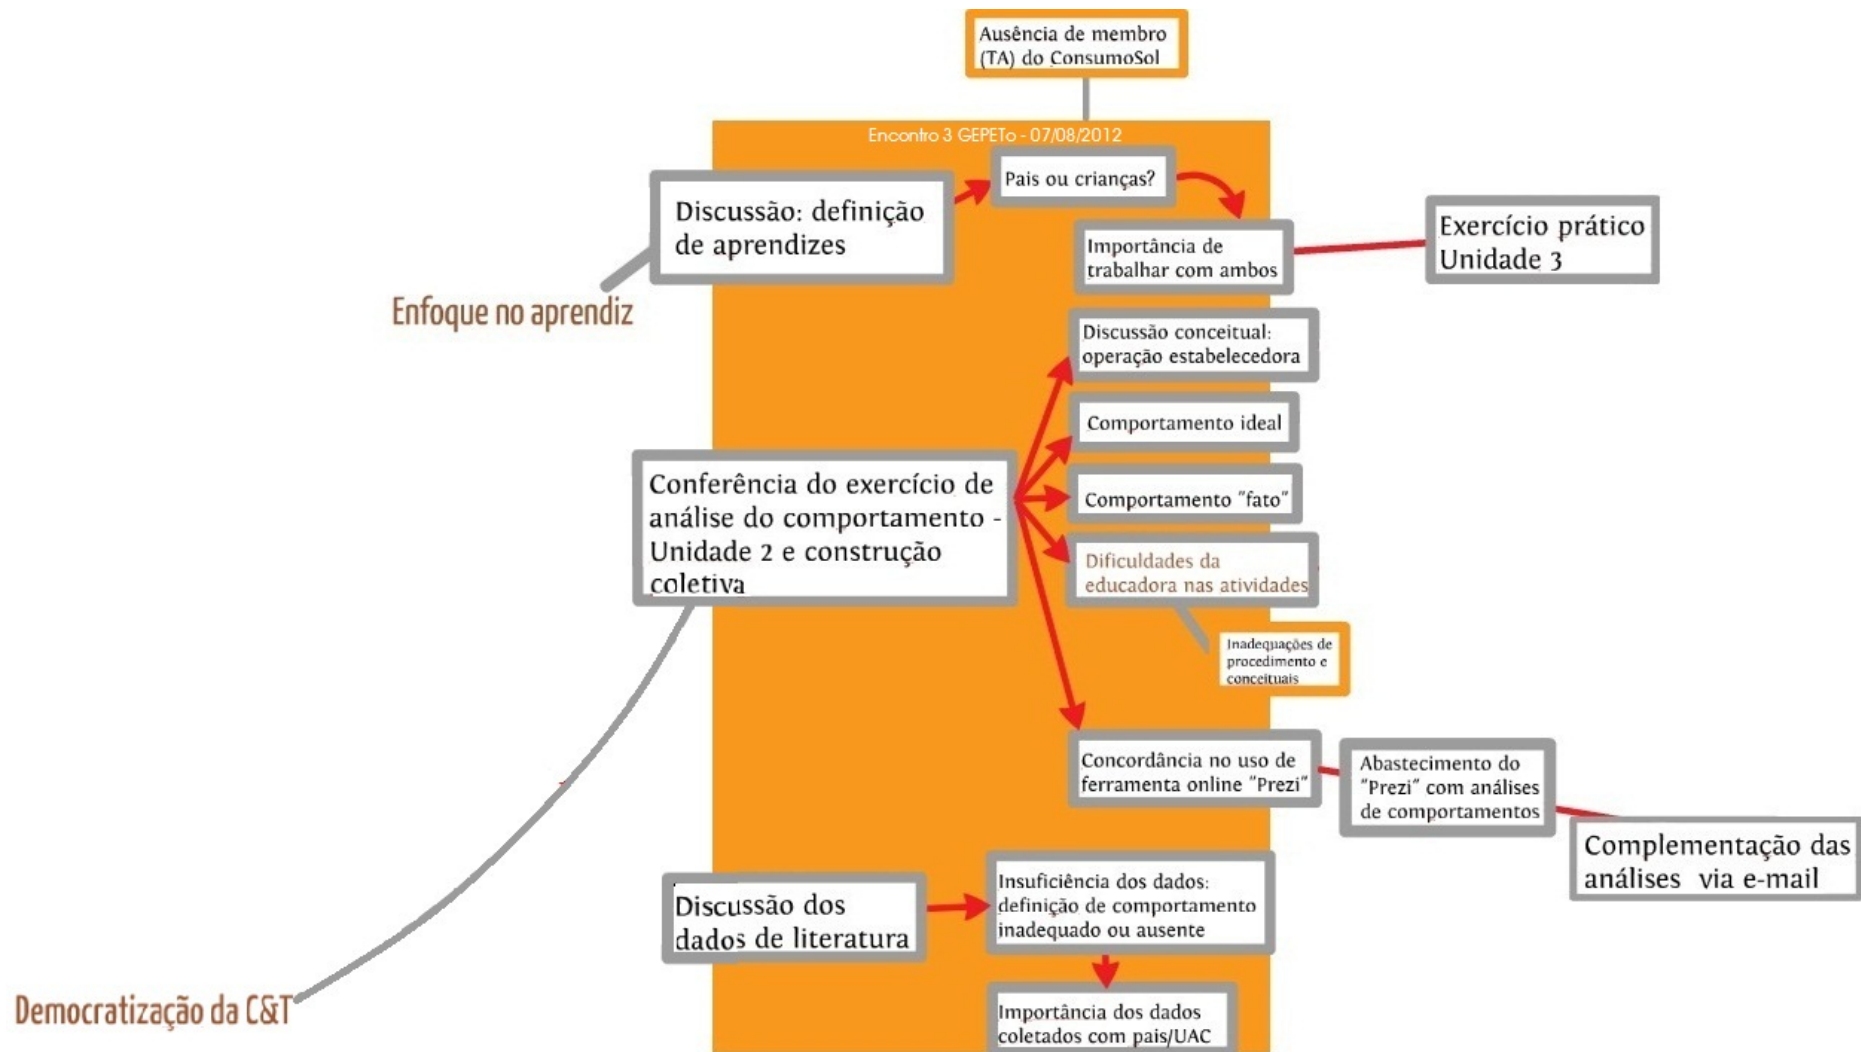 Ausência de membro
(TA) do ConsumoSol
Encontro 3 GEPETo - 07/08/2012
Discussão: definição
de aprendizes
Pais ou crianças?
Importância de
trabalhar com ambos
Exercício prático
Unidade 3
Enfoque no aprendiz
Discussão conceitual:
operação estabelecedora
Comportamento ideal
Conferência do exercício de
análise do comportamento -
Unidade 2 e construção
coletiva
Comportamento "fato"
Dificuldades da
educadora nas atividades
Inadequações de
procedimento e
conceituais
Concordância no uso de
ferramenta online "Prezi"
Abastecimento do
"Prezi" com análises
de comportamentos
Complementação das
análises via e-mail
Discussão dos
dados de literatura
Insuficiência dos dados:
definição de comportamento
inadequado ou ausente
Importância dos dados
coletados com pais/UAC
Democratização da C&T